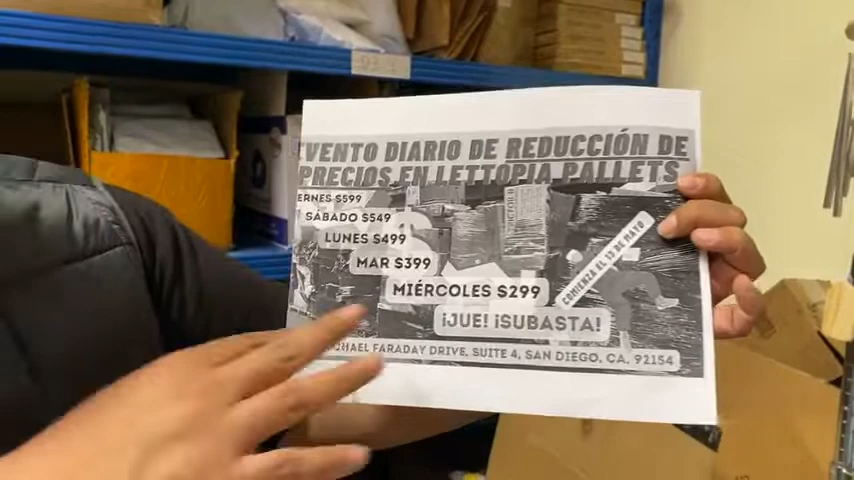 VENTO DIARIO DE REDUCCIÓN DE
PRECIOS EN LETTOPIA PALLETS
ERNES $599
SÁBADO $549
LUNES $499
MAR $399
MIÉRCOLES $299
¡JUE! ¡SUBASTA!
COMIENZA EL 13 DE MAYO
CHAEL FARADAY DRIVE, SUITE 4, SAN DIEGO, CA. 92154